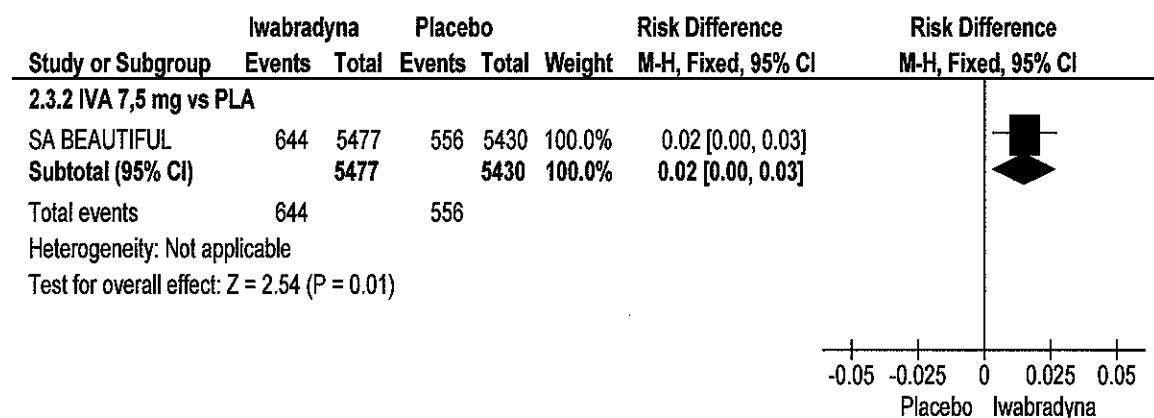 Iwabradyna Placebo Risk Difference Risk Difference
Study or Subgroup Events Total Events Total Weight M-H, Fixed, 95% CI M-H, Fixed, 95% CI
2.3.2 IVA 7,5 mg vs PLA
SA BEAUTIFUL 644 5477 556 5430 100.0% 0.02 [0.00, 0.03]
Subtotal (95% CI) 5477 5430 100.0% 0.02 [0.00, 0.03]
Total events 644 556
Heterogeneity: Not applicable
Test for overall effect: Z = 2.54 (P = 0.01)
-0.05 -0.025 0 0.025 0.05
Placebo Iwabradyna